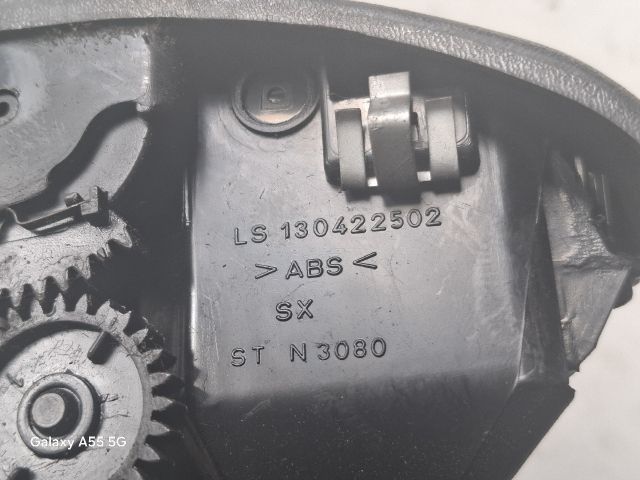 LS 130422502
>ABS<
SX
ST N3080
Galaxy A55 5G